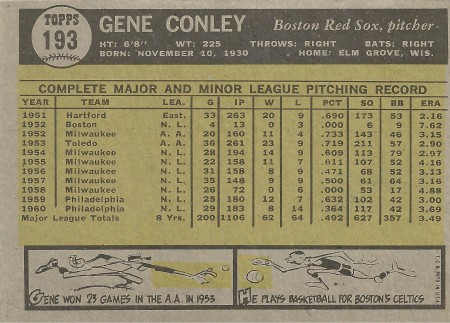 TOPPS
193
GENE CONLEY
Boston Red Sox, pitcher
HT: 6'8" WT: 225 THROWS: RIGHT BATS: RIGHT
BORN: NOVEMBER 10, 1930 HOME: ELM GROVE, WIS.
COMPLETE MAJOR AND MINOR LEAGUE PITCHING RECORD
YEAR TEAM LEA. G IP W L PCT SO BB ERA
1951 Hartford East. 33 263 20 9 .690 173 53 2.16
1952 Boston N. L. 4 13 0 3 .000 6 9 7.62
1952 Milwaukee A. A. 20 160 11 4 .733 143 46 3.15
1953 Toledo A. A. 36 261 23 9 .719 211 57 2.90
1954 Milwaukee N. L. 28 194 14 9 .609 113 79 2.97
1955 Milwaukee N. L. 22 158 11 7 .611 107 52 4.16
1956 Milwaukee N. L. 31 158 8 9 .471 68 52 3.13
1957 Milwaukee N. L. 35 148 9 9 .500 61 64 3.16
1958 Milwaukee N. L. 26 72 0 6 .000 53 17 4.88
1959 Philadelphia N. L. 25 180 12 7 .632 102 42 3.00
1960 Philadelphia N. L. 29 183 8 14 .364 117 42 3.69
Major League Totals 8 Yrs. 200 1106 62 64 .492 627 357 3.49
GENE WON 23 GAMES IN THE A.A. IN 1953
HE PLAYS BASKETBALL FOR BOSTON'S CELTICS